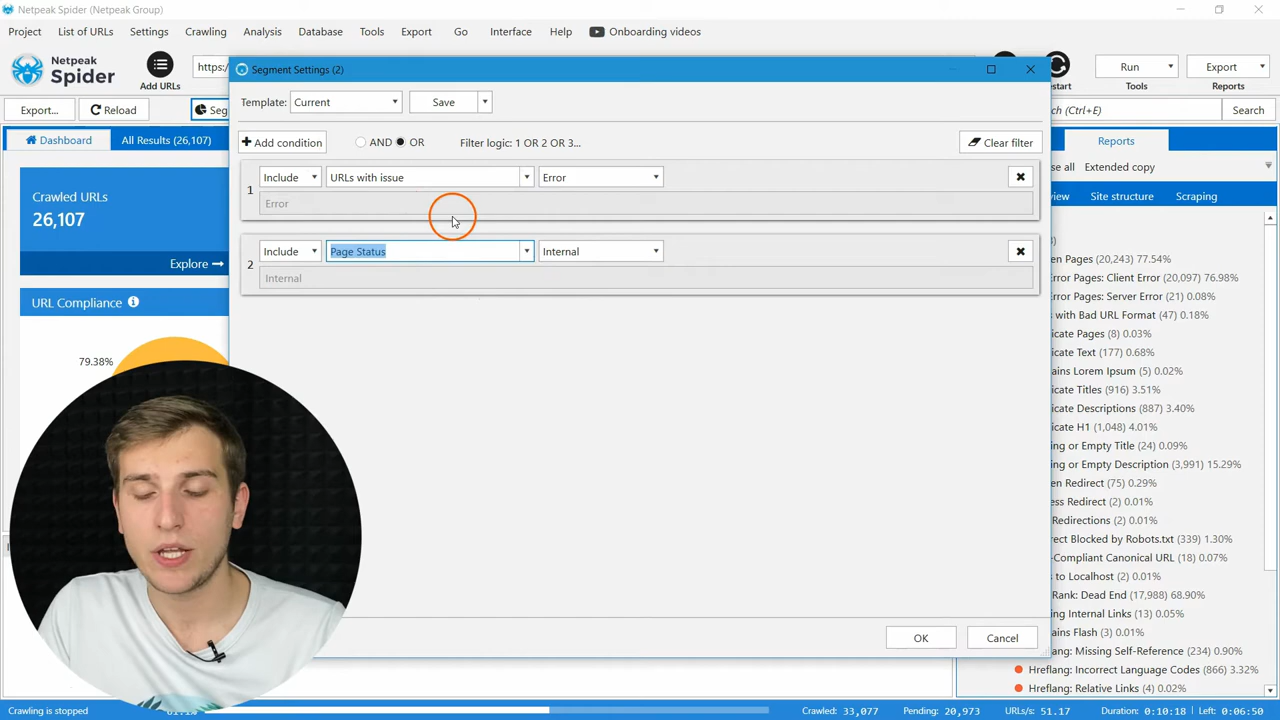 Netpeak Spider (Netpeak Group)
Project List of URLs Settings Crawling Analysis Database Tools Export Go Interface Help Onboarding videos
Netpeak
Spider
ADD URLs
https:/
Run
Tools
Export
Reports
Segment Settings (2)
Template: Current Save
Export... Reload
Search
Dashboard All Results (26,107)
Reports
Add condition AND OR Filter logic: 1 OR 2 OR 3... Clear filter
Extended copy
1 Include URLs with issue Error
Error
2 Include Page Status Internal
Internal
Crawled URLs
26,107
Explore
URL Compliance
79.38%
Site structure
en Pages (20,243) 77.54%
Error Pages: Client Error (20,097) 76.98%
Error Pages: Server Error (21) 0.08%
s with Bad URL Format (47) 0.18%
icate Pages (8) 0.03%
icate Text (177) 0.68%
ains Lorem Ipsum (5) 0.02%
icate Titles (916) 3.51%
icate Descriptions (887) 3.40%
icate H1 (1,048) 4.01%
ing or Empty Title (24) 0.09%
ing or Empty Description (3,991) 15.29%
en Redirect (75) 0.29%
ess Redirect (2) 0.01%
Redirections (2) 0.01%
rect Blocked by Robots.txt (339) 1.30%
-Compliant Canonical URL (18) 0.07%
s to Localhost (2) 0.01%
Rank: Dead End (17,988) 68.90%
ing Internal Links (13) 0.05%
ains Flash (3) 0.01%
Hreflang: Missing Self-Reference (234) 0.90%
Hreflang: Incorrect Language Codes (866) 3.32%
Hreflang: Relative Links (4) 0.02%
OK Cancel
Crawling is stopped
Crawled: 33,077 Pending: 20,973 URLs/s: 51.17 Duration: 0:10:18 Left: 0:06:50